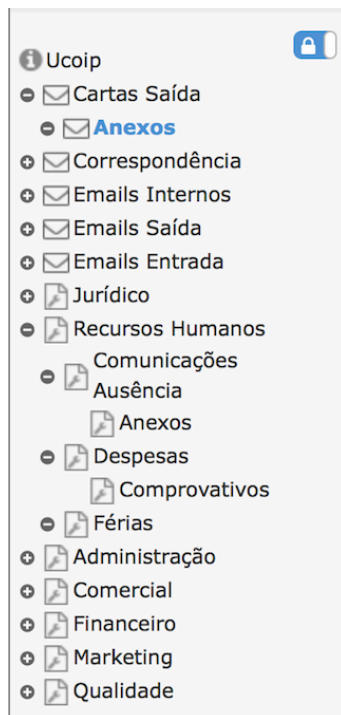 Ucoip
Cartas Saída
Anexos
Correspondência
Emails Internos
Emails Saída
Emails Entrada
Jurídico
Recursos Humanos
Comunicações
Ausência
Anexos
Despesas
Comprovativos
Férias
Administração
Comercial
Financeiro
Marketing
Qualidade